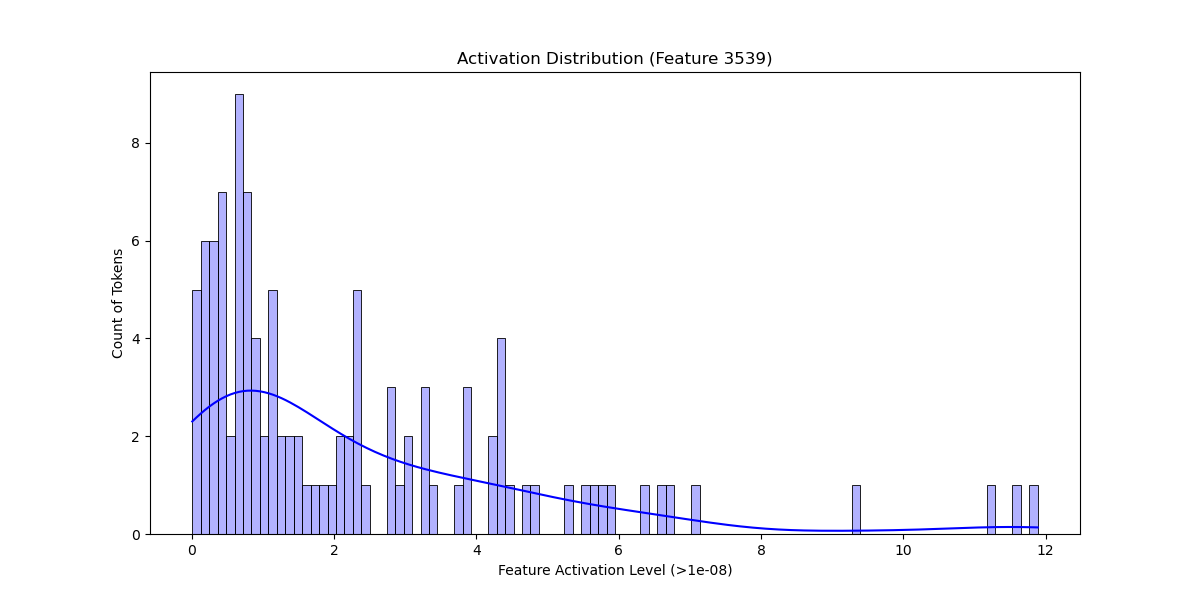 Activation Distribution (Feature 3539)
Count of Tokens
8
6
4
2
0
0 2 4 6 8 10 12
Feature Activation Level (>1e-08)